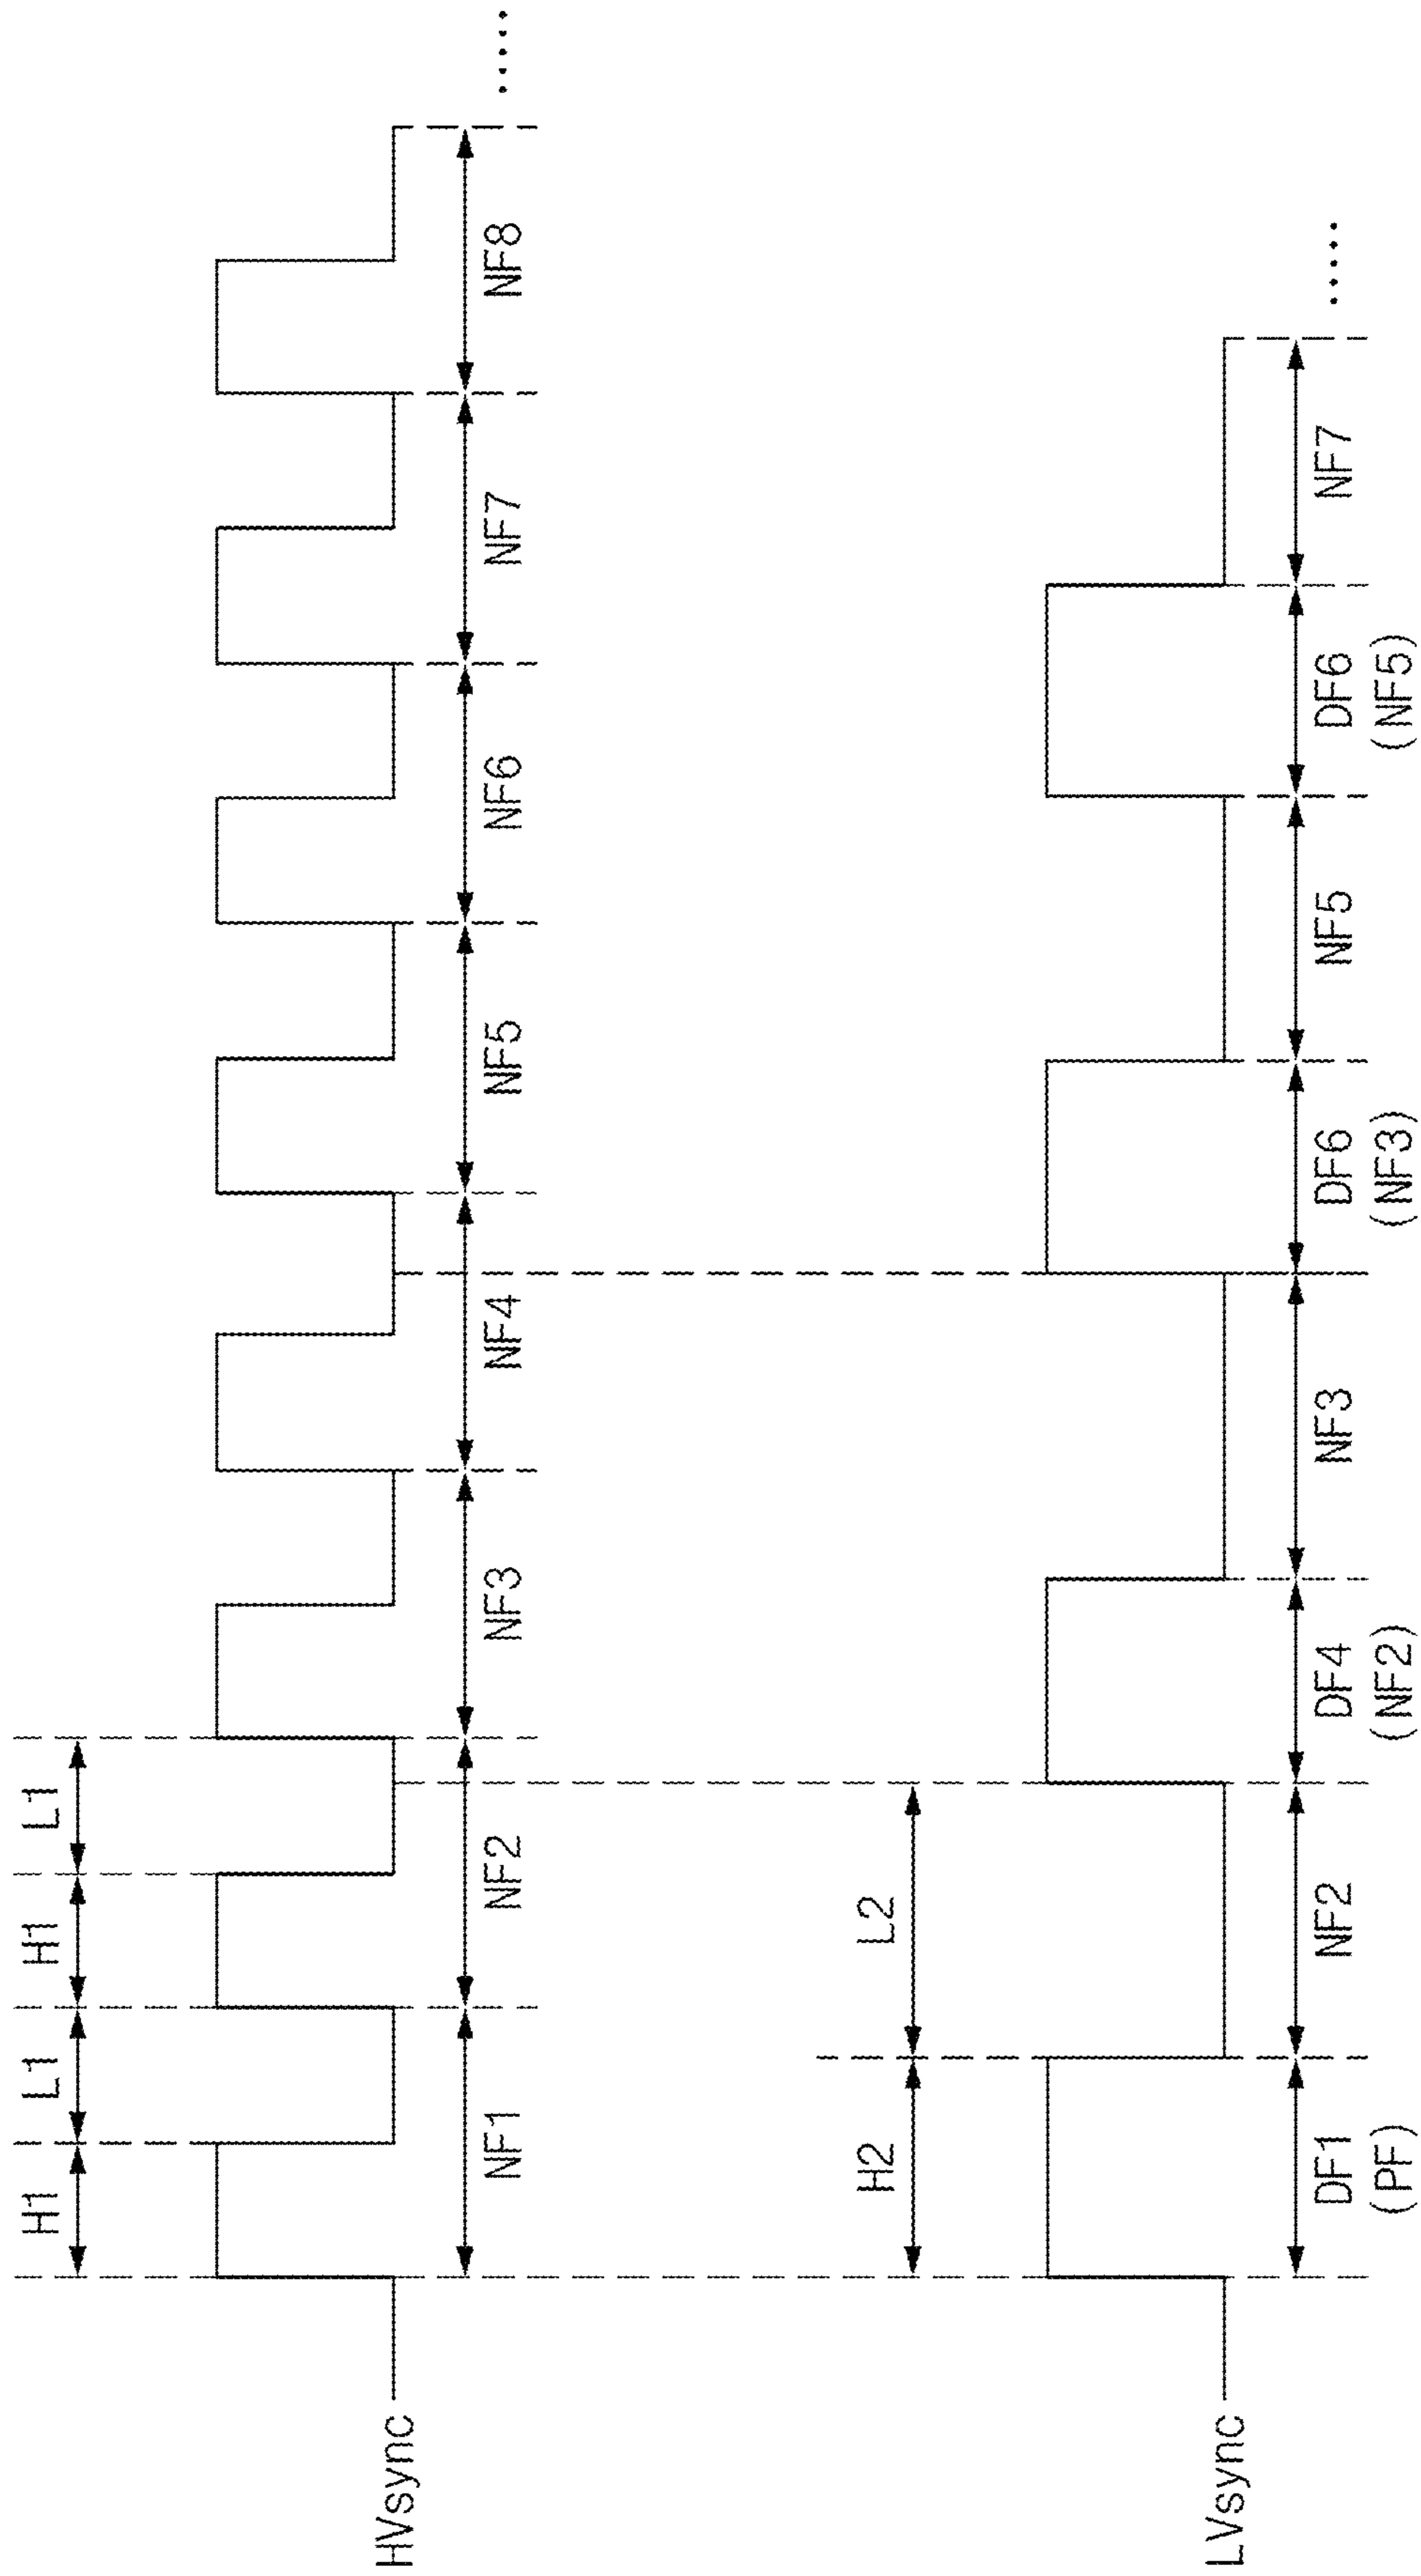 H1 L1 H1 L1
HVsync
NF1 NF2 NF3 NF4 NF5 NF6 NF7 NF8 .....
H2 L2
LVsync
DF1 NF2 DF4 NF3 DF6 NF5 DF6 NF7 .....
(PF) (NF2) (NF3) (NF5)